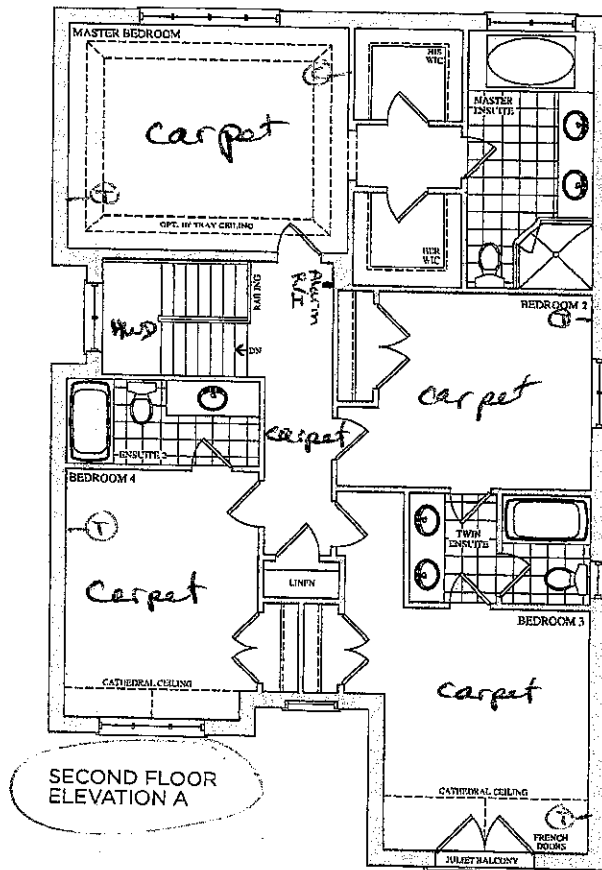 MASTER BEDROOM
HIS
WIC
MASTER
ENSUITE
carpet
T
OPT. 10' TRAY CEILING
HER
WIC
Alarm
R/I
RAILING
BEDROOM 2
T
HWD
DN
carpet
carpet
ENSUITE 2
BEDROOM 4
T
TWIN
ENSUITE
LINEN
carpet
BEDROOM 3
carpet
CATHEDRAL CEILING
SECOND FLOOR
ELEVATION A
CATHEDRAL CEILING
T
FRENCH
DOORS
JULIET BALCONY